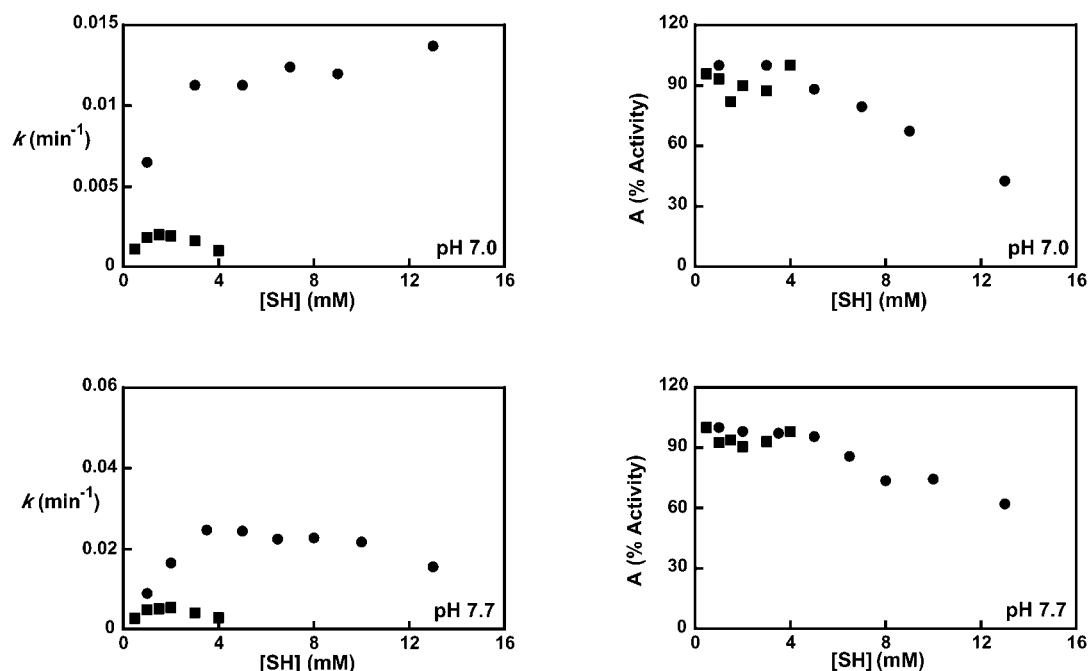 0.015
0.01
0.005
0
k (min-1)
0 4 8 12 16
[SH] (mM)
pH 7.0
120
90
60
30
0
A (% Activity)
0 4 8 12 16
[SH] (mM)
pH 7.0
0.06
0.04
0.02
0
k (min-1)
0 4 8 12 16
[SH] (mM)
pH 7.7
120
90
60
30
0
A (% Activity)
0 4 8 12 16
[SH] (mM)
pH 7.7